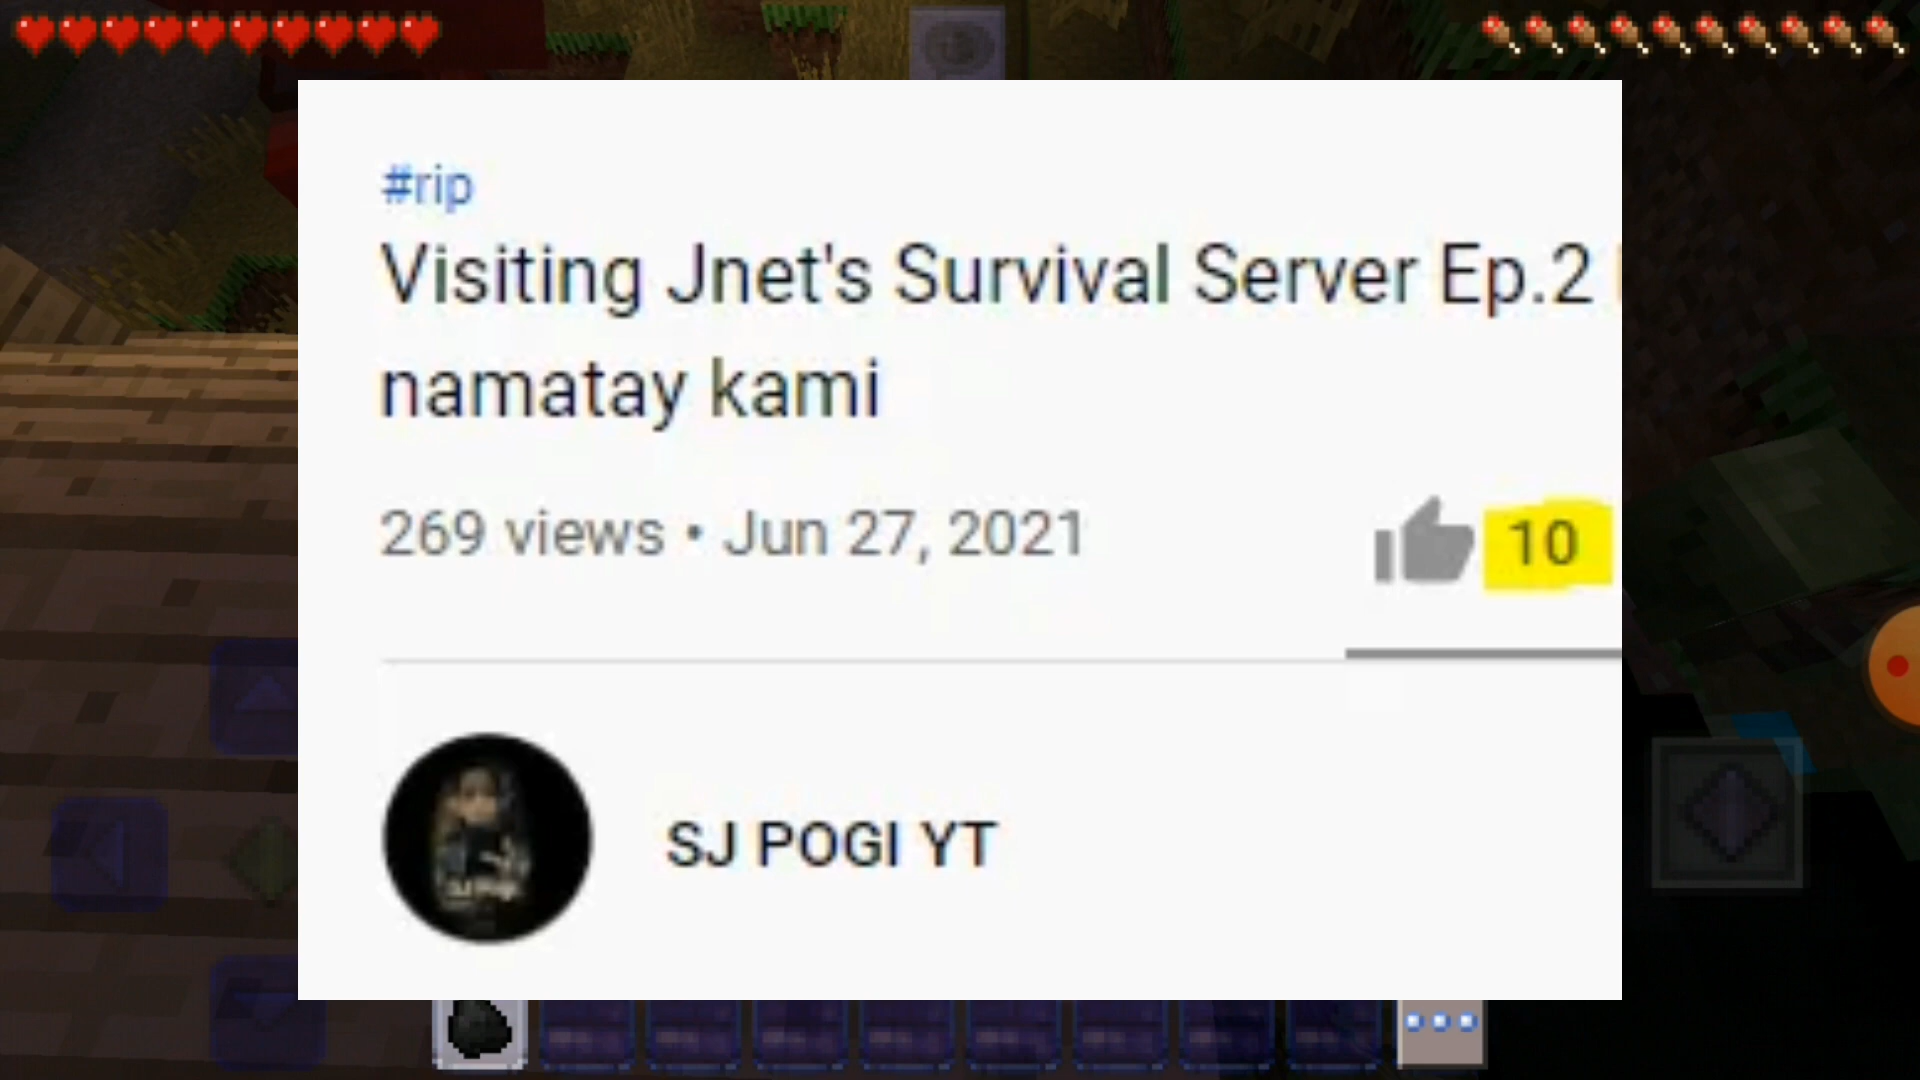 #rip
Visiting Jnet's Survival Server Ep.2
namatay kami
269 views • Jun 27, 2021
10
SJ POGI YT